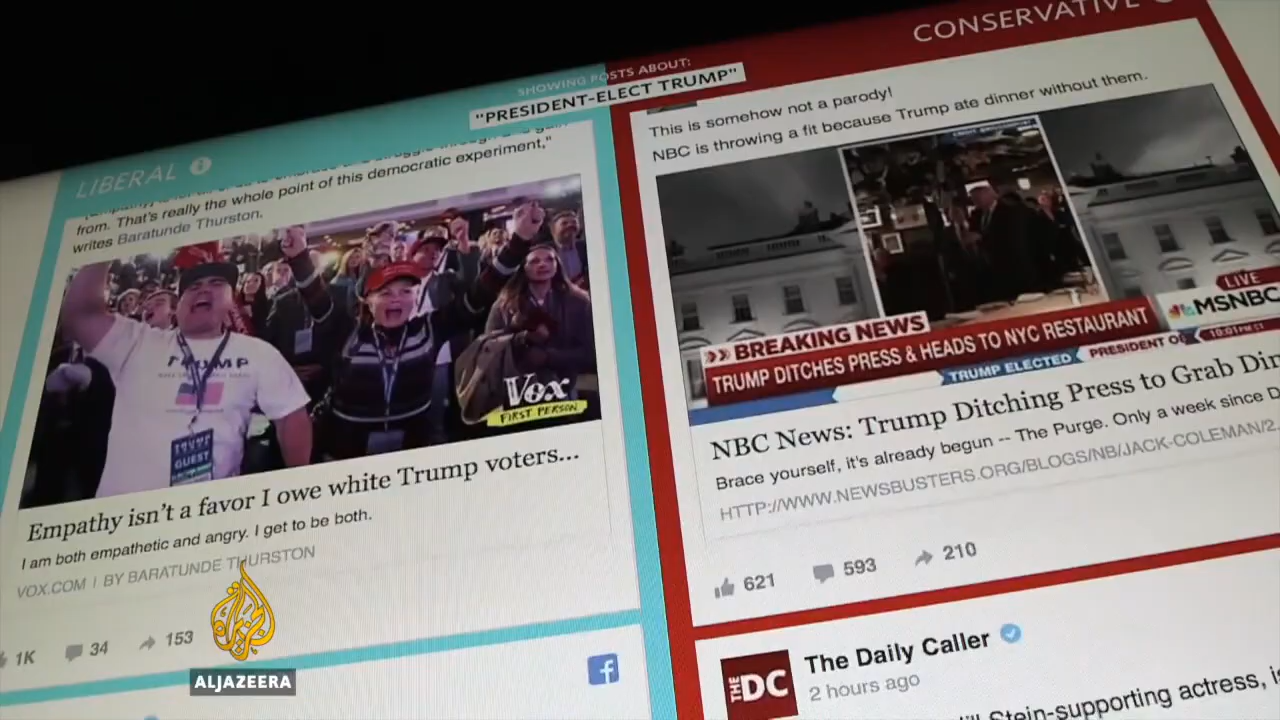 CONSERVATIVE
SHOWING POSTS ABOUT:
"PRESIDENT-ELECT TRUMP"
LIBERAL
from. That's really the whole point of this democratic experiment,"
writes Baratunde Thurston.
TRUMP
TRUMP
GUEST
Vox
FIRST PERSON
Empathy isn't a favor I owe white Trump voters...
I am both empathetic and angry. I get to be both.
VOX.COM | BY BARATUNDE THURSTON
1K
34
153
This is somehow not a parody!
NBC is throwing a fit because Trump ate dinner without them.
LIVE
MSNBC
BREAKING NEWS
10:01PM ET
TRUMP DITCHES PRESS & HEADS TO NYC RESTAURANT
TRUMP ELECTED PRESIDENT OF
NBC News: Trump Ditching Press to Grab Din
Brace yourself, it's already begun -- The Purge. Only a week since D
HTTP://WWW.NEWSBUSTERS.ORG/BLOGS/NB/JACK-COLEMAN/2
621
593
210
THE DC
The Daily Caller
2 hours ago
Stein-supporting actress,
الجزيرة
ALJAZEERA